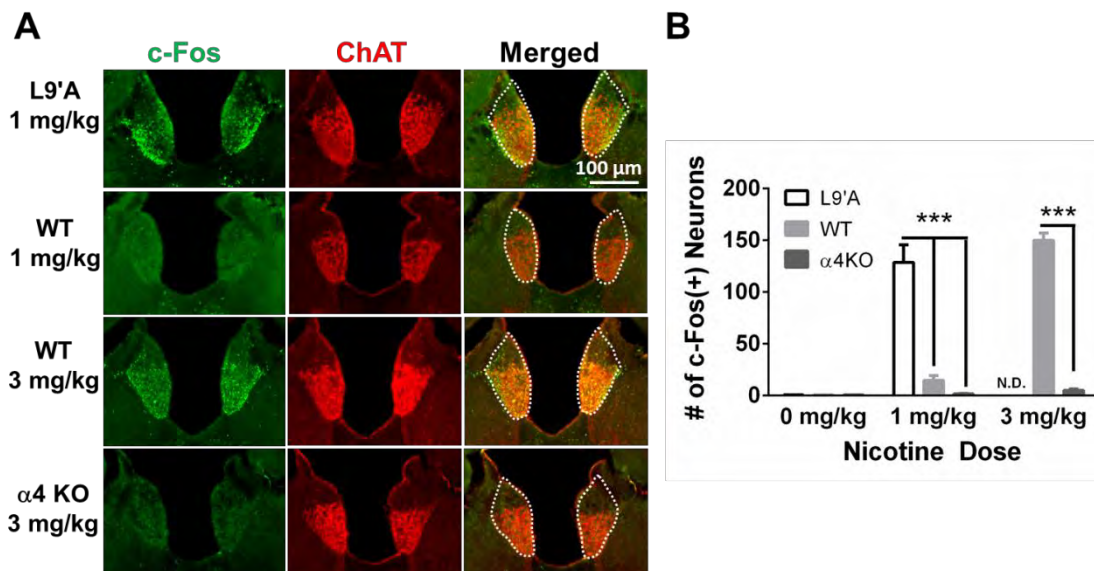 A
c-Fos ChAT Merged
L9'A
1 mg/kg
100 µm
WT
1 mg/kg
WT
3 mg/kg
α4 KO
3 mg/kg
B
# of c-Fos(+) Neurons
200
150
100
50
0
L9'A
WT
α4KO
***
***
N.D.
0 mg/kg 1 mg/kg 3 mg/kg
Nicotine Dose